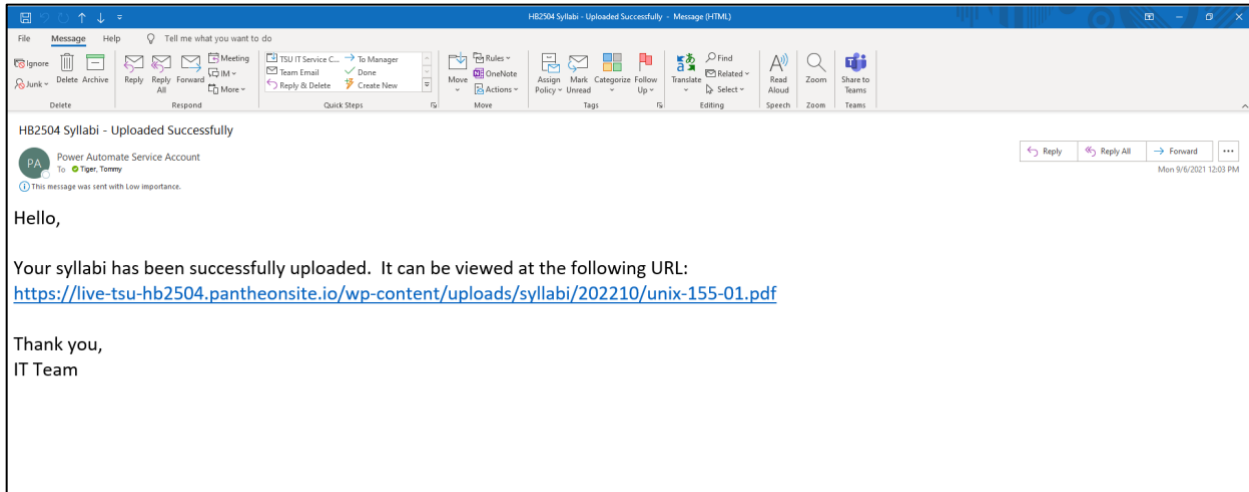 HB2504 Syllabi - Uploaded Successfully - Message (HTML)
File Message Help Tell me what you want to do
Ignore
Junk
Delete
Archive
Reply
Reply All
Forward
Meeting
IM
More
TSU IT Service C...
Team Email
Reply & Delete
To Manager
Done
Create New
Move
Rules
OneNote
Actions
Assign Policy
Mark Unread
Categorize
Follow Up
Translate
Find
Related
Select
Read Aloud
Zoom
Share to Teams
Delete Respond Quick Steps Move Tags Editing Speech Zoom Teams
HB2504 Syllabi - Uploaded Successfully
PA
Power Automate Service Account
To Tiger, Tommy
This message was sent with Low importance.
Reply Reply All Forward ...
Mon 9/6/2021 12:03 PM
Hello,
Your syllabi has been successfully uploaded. It can be viewed at the following URL:
https://live-tsu-hb2504.pantheonsite.io/wp-content/uploads/syllabi/202210/unix-155-01.pdf
Thank you,
IT Team